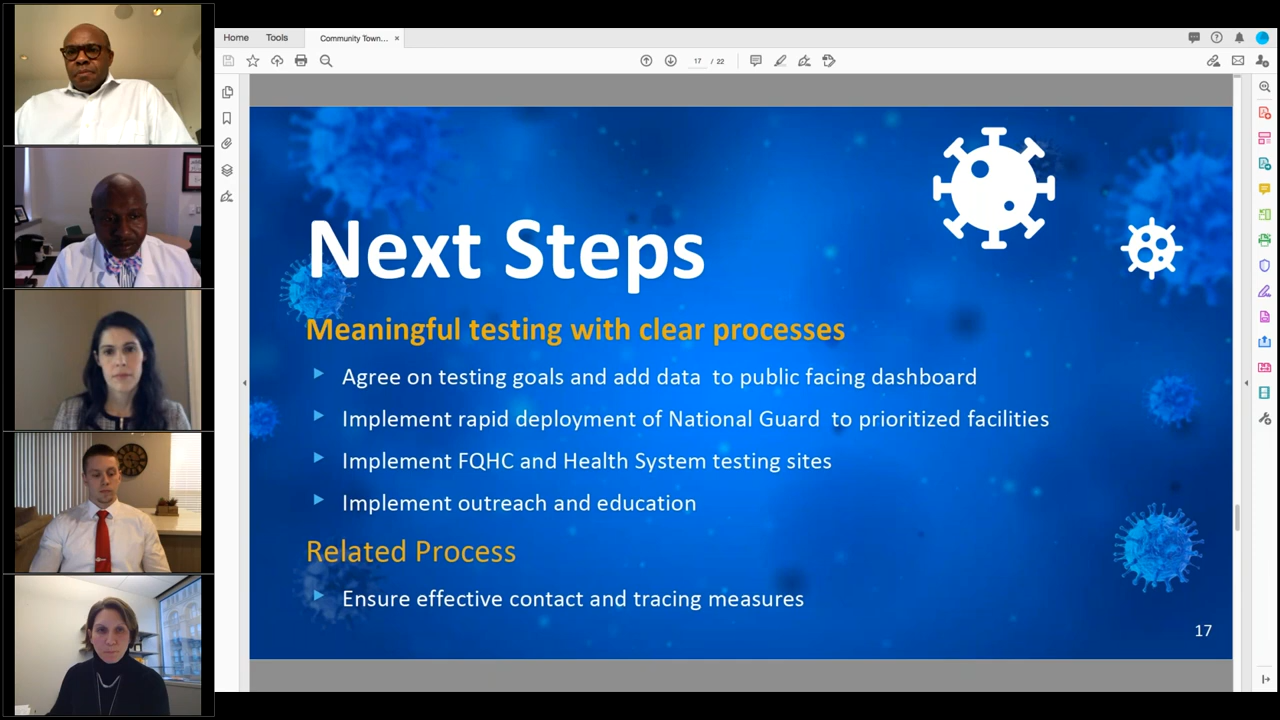 Home Tools Community Town... ×
17 / 22
Next Steps
Meaningful testing with clear processes
Agree on testing goals and add data to public facing dashboard
Implement rapid deployment of National Guard to prioritized facilities
Implement FQHC and Health System testing sites
Implement outreach and education
Related Process
Ensure effective contact and tracing measures
17